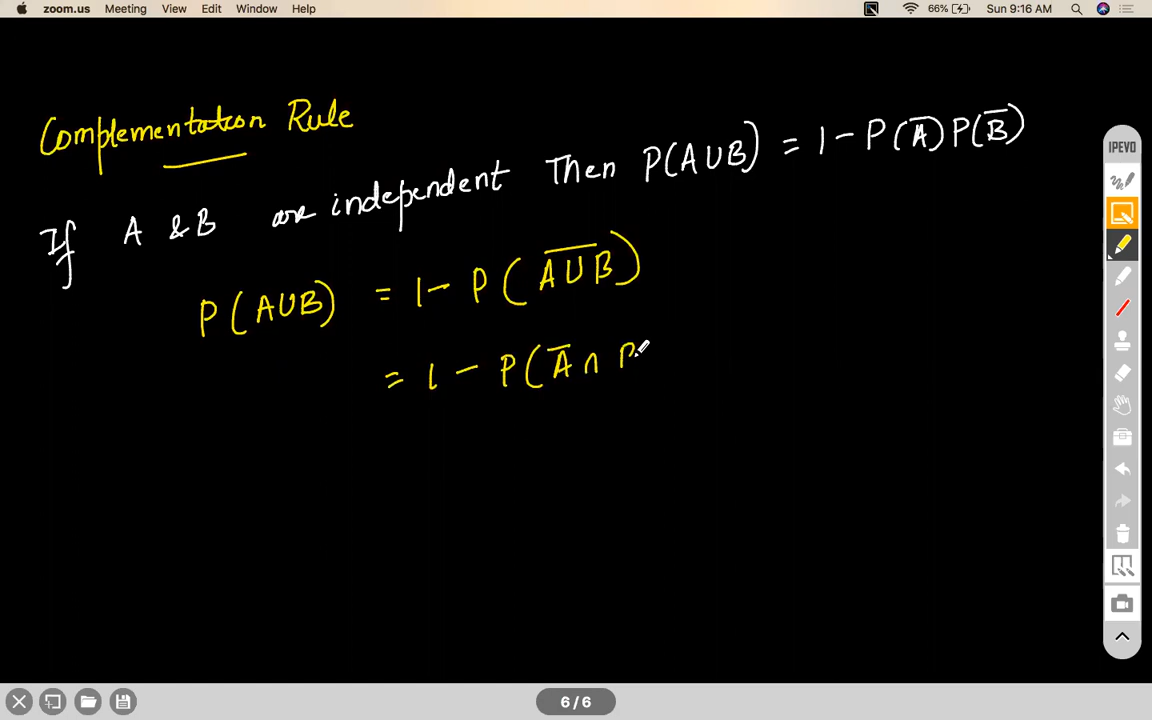 zoom.us Meeting View Edit Window Help 66% Sun 9:16 AM
Complementation Rule
If A & B are independent Then P(A∪B) = 1 - P(A̅)P(B̅)
P(A∪B) = 1 - P(A̅∪̅B̅)
= 1 - P(A̅ ∩
IPEVO
6/6